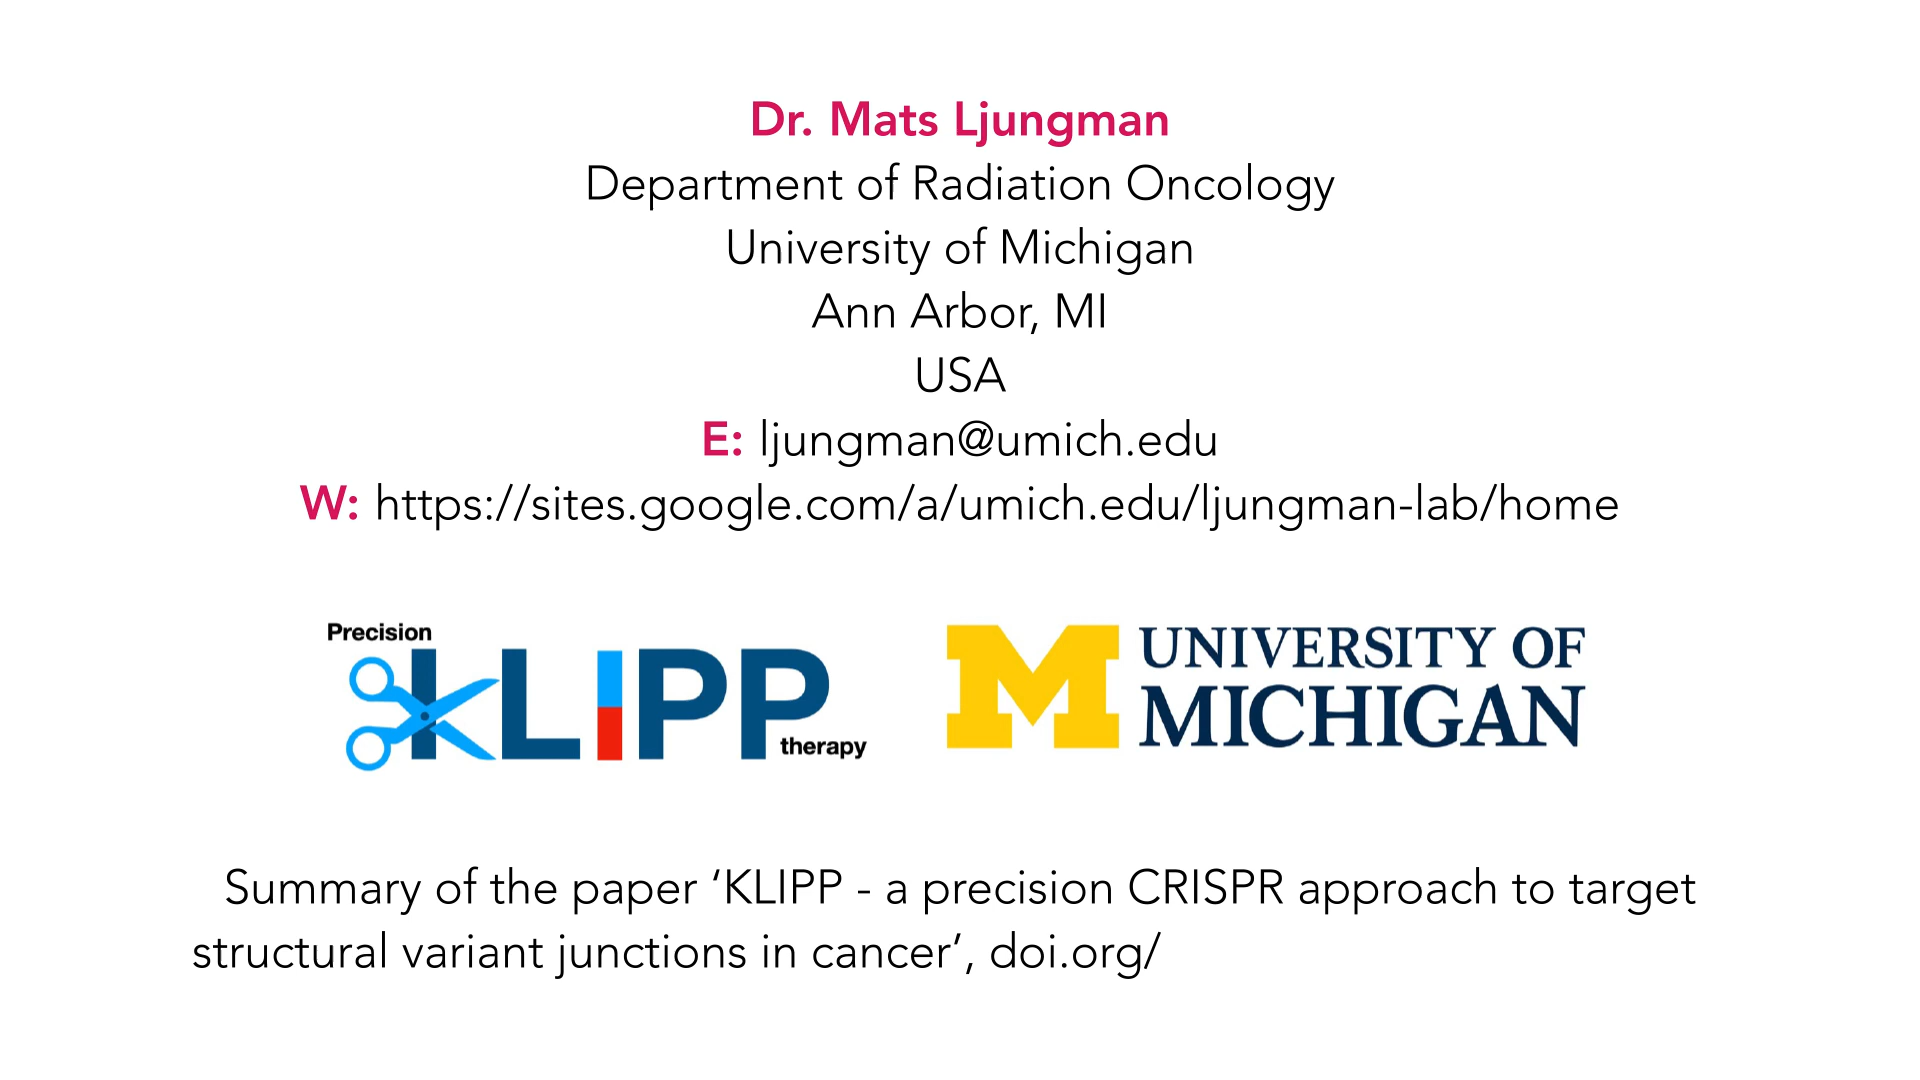 Dr. Mats Ljungman
Department of Radiation Oncology
University of Michigan
Ann Arbor, MI
USA
E: ljungman@umich.edu
W: https://sites.google.com/a/umich.edu/ljungman-lab/home
Precision
KLIPP
therapy
M
UNIVERSITY OF
MICHIGAN
Summary of the paper ‘KLIPP - a precision CRISPR approach to target
structural variant junctions in cancer’, doi.org/